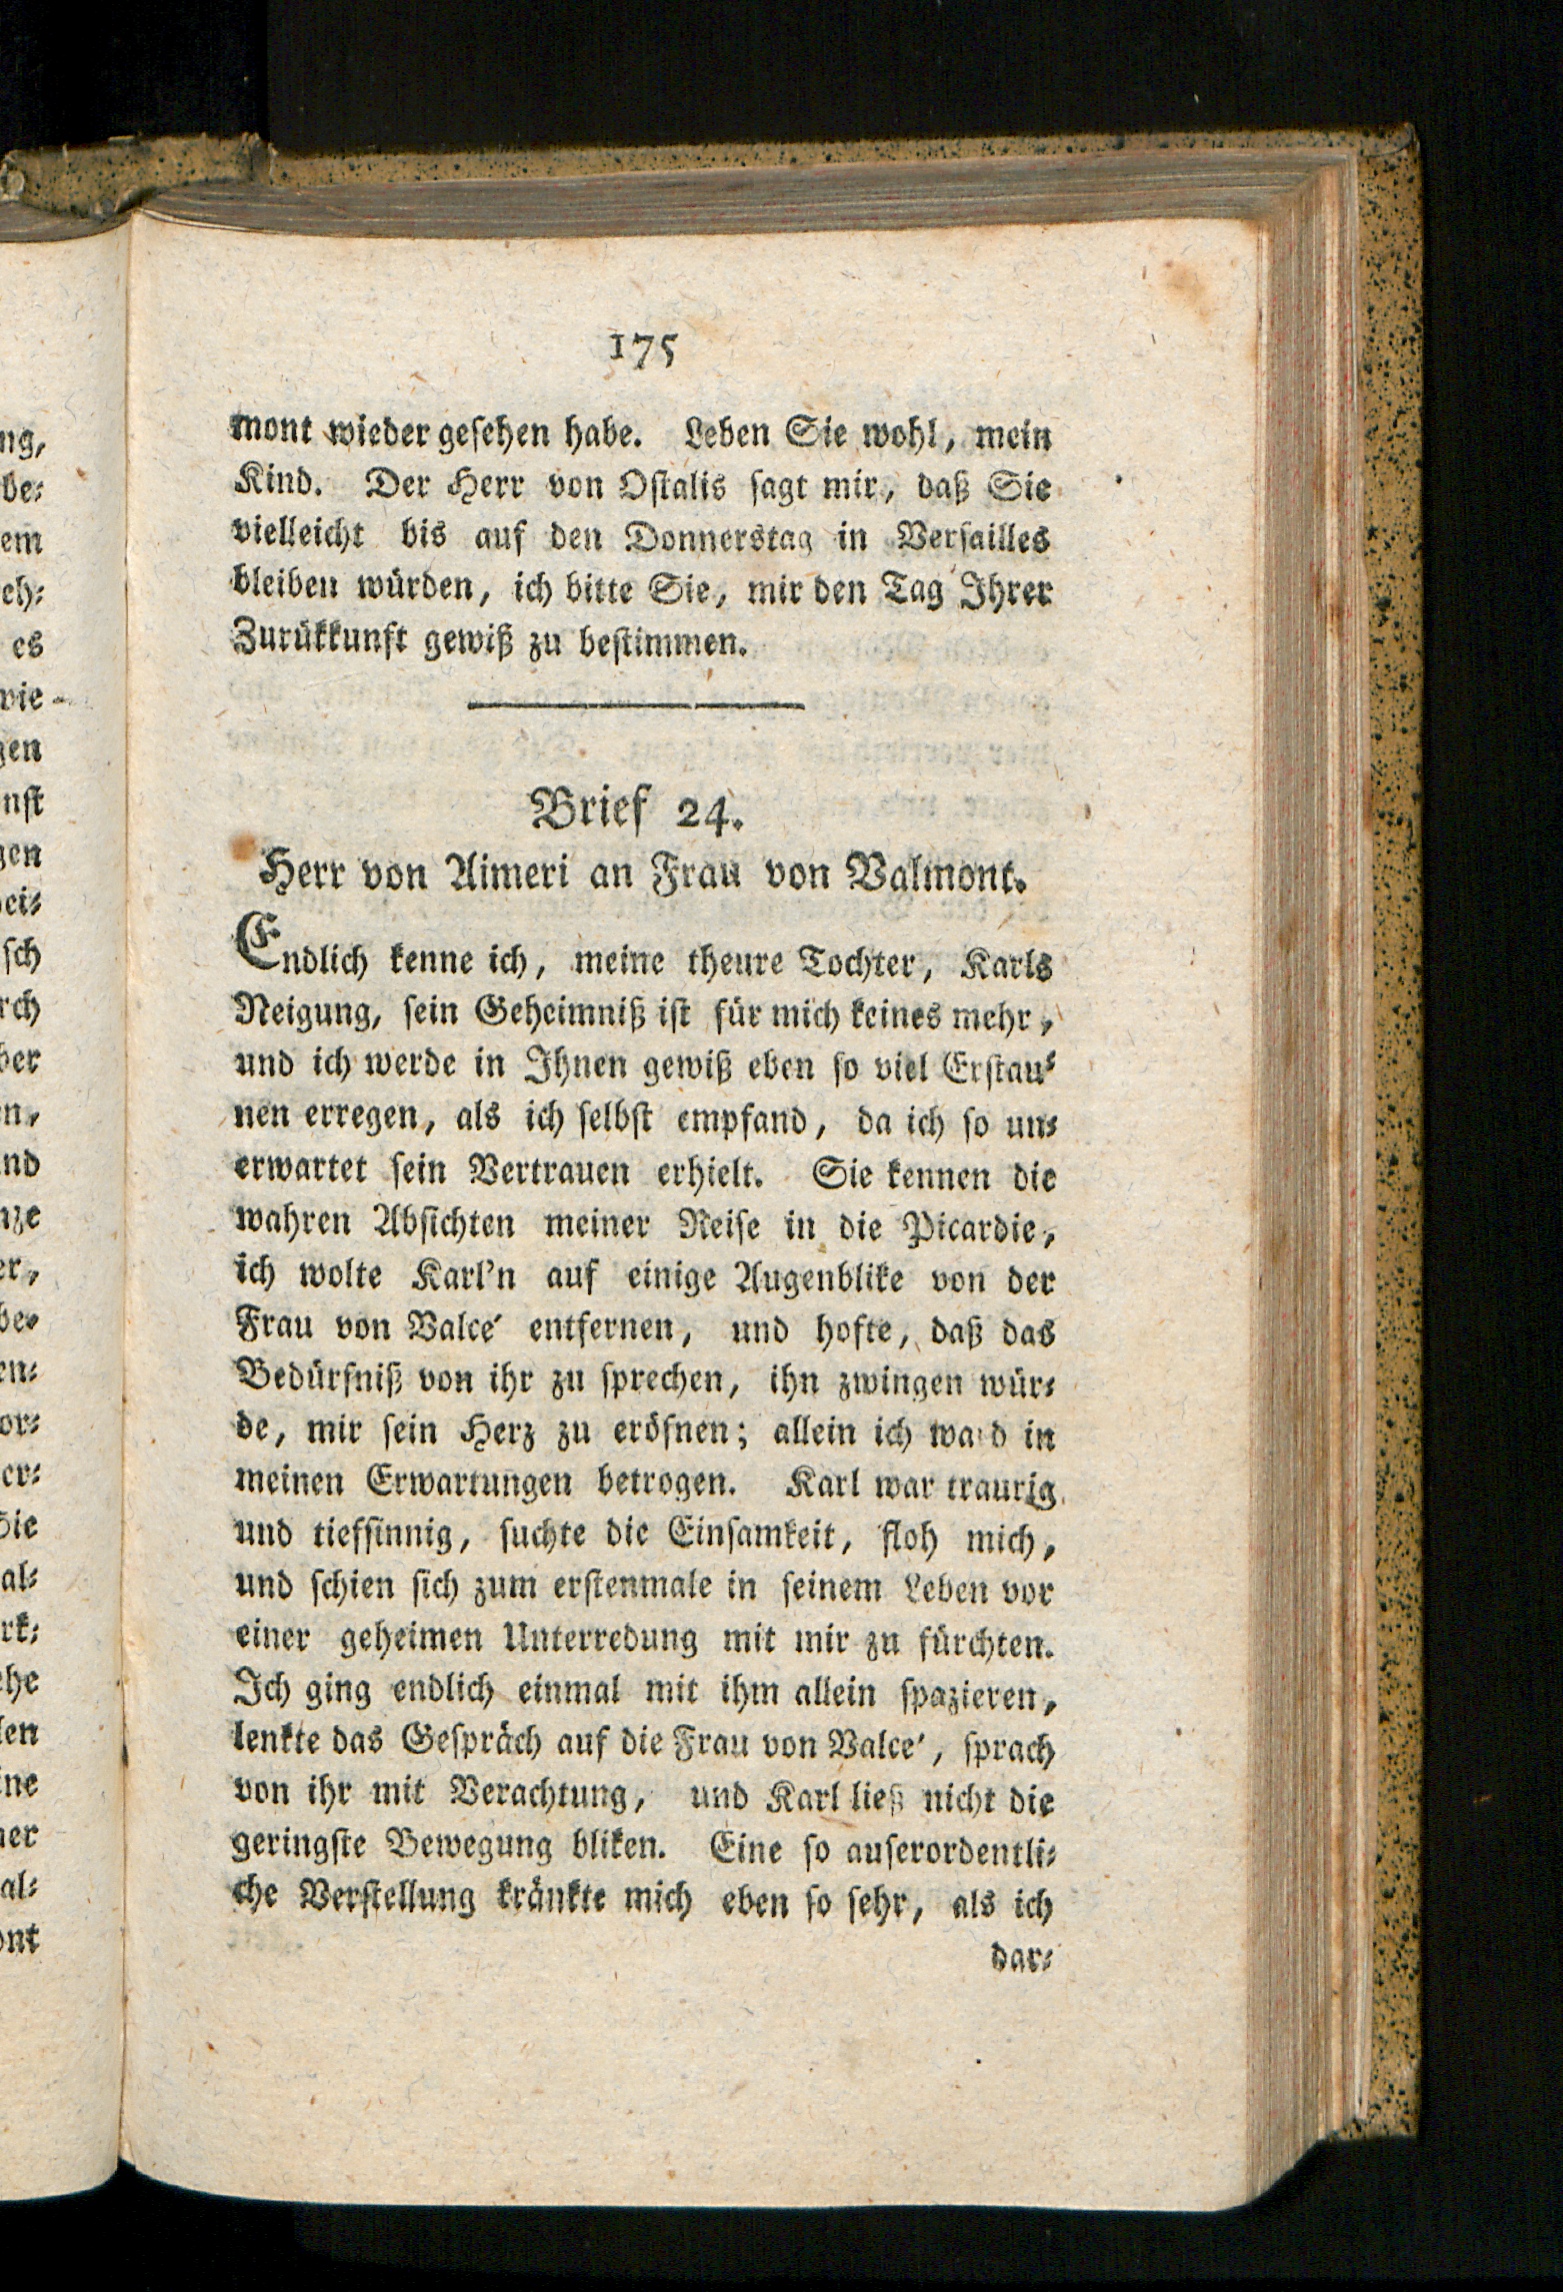 175
mont wieder gesehen habe. Leben Sie wohl, mein
Kind. Der Herr von Ostalis sagt mir, daß Sie
vielleicht bis auf den Donnerstag in Versailles
bleiben würden, ich bitte Sie, mir den Tag Ihrer
Zurükkunft gewiß zu bestimmen.
Brief 24.
Herr von Aimeri an Frau von Valmont.
Endlich kenne ich, meine theure Tochter, Karls
Neigung, sein Geheimniß ist für mich keines mehr,
und ich werde in Ihnen gewiß eben so viel Erstau-
nen erregen, als ich selbst empfand, da ich so un-
erwartet sein Vertrauen erhielt. Sie kennen die
wahren Absichten meiner Reise in die Picardie,
ich wolte Karl'n auf einige Augenblike von der
Frau von Valce' entfernen, und hofte, daß das
Bedürfniß von ihr zu sprechen, ihn zwingen wür-
de, mir sein Herz zu eröfnen; allein ich ward in
meinen Erwartungen betrogen. Karl war traurig
und tiefsinnig, suchte die Einsamkeit, floh mich,
und schien sich zum erstenmale in seinem Leben vor
einer geheimen Unterredung mit mir zu fürchten.
Ich ging endlich einmal mit ihm allein spazieren,
lenkte das Gespräch auf die Frau von Valce', sprach
von ihr mit Verachtung, und Karl ließ nicht die
geringste Bewegung bliken. Eine so auserordentli-
che Verstellung kränkte mich eben so sehr, als ich
dar-